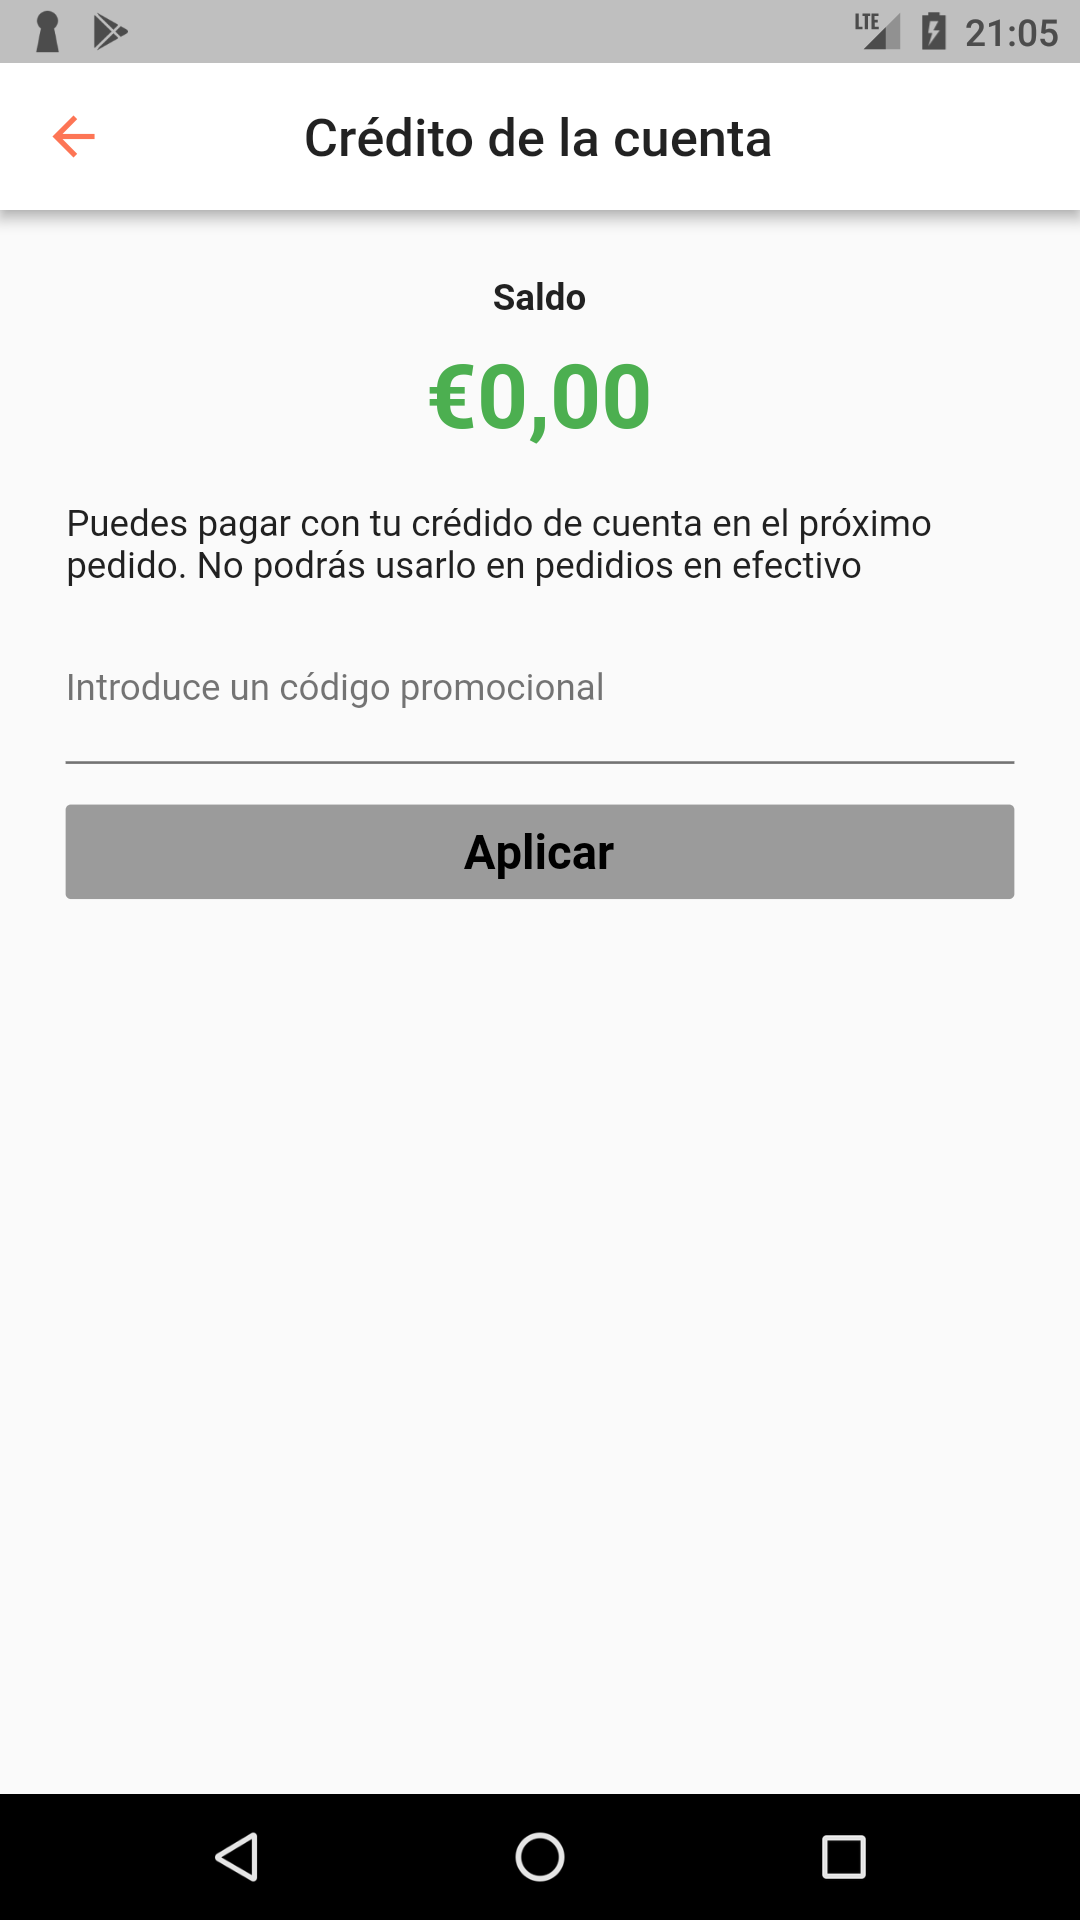 LTE 21:05
Crédito de la cuenta
Saldo
€0,00
Puedes pagar con tu crédido de cuenta en el próximo
pedido. No podrás usarlo en pedidios en efectivo
Introduce un código promocional
Aplicar